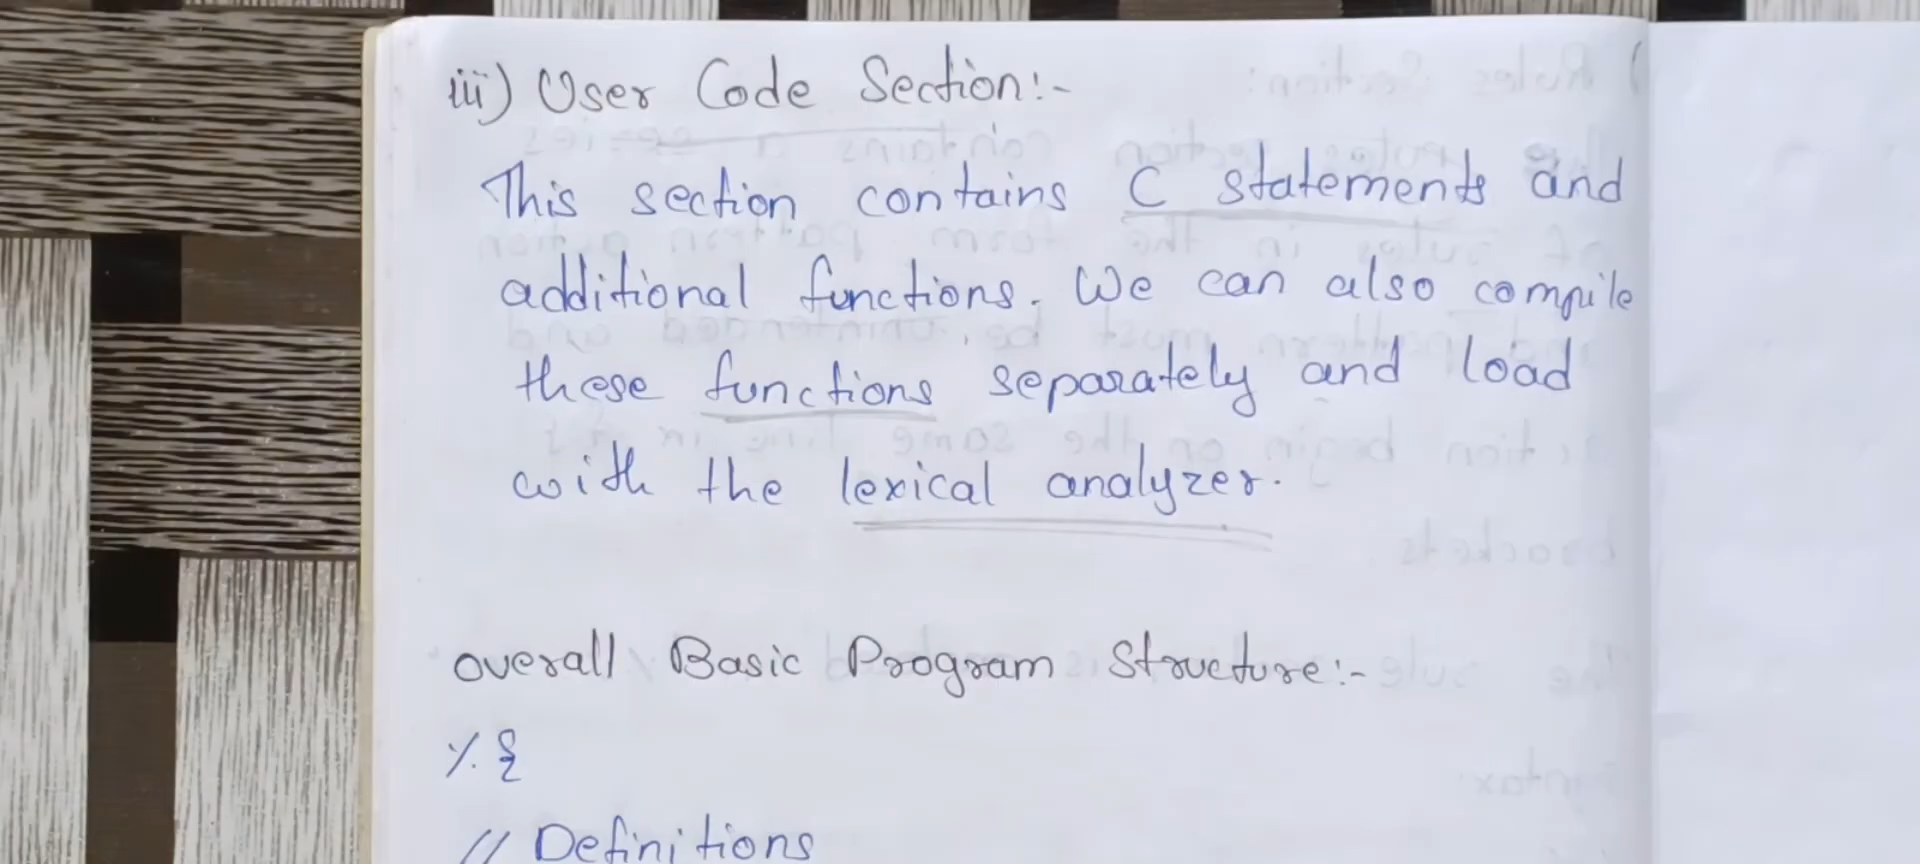 iii) User Code Section:-
This section contains C statements and
additional functions. We can also compile
these functions separately and load
with the lexical analyzer.
overall Basic Program Structure:-
%{
// Definitions